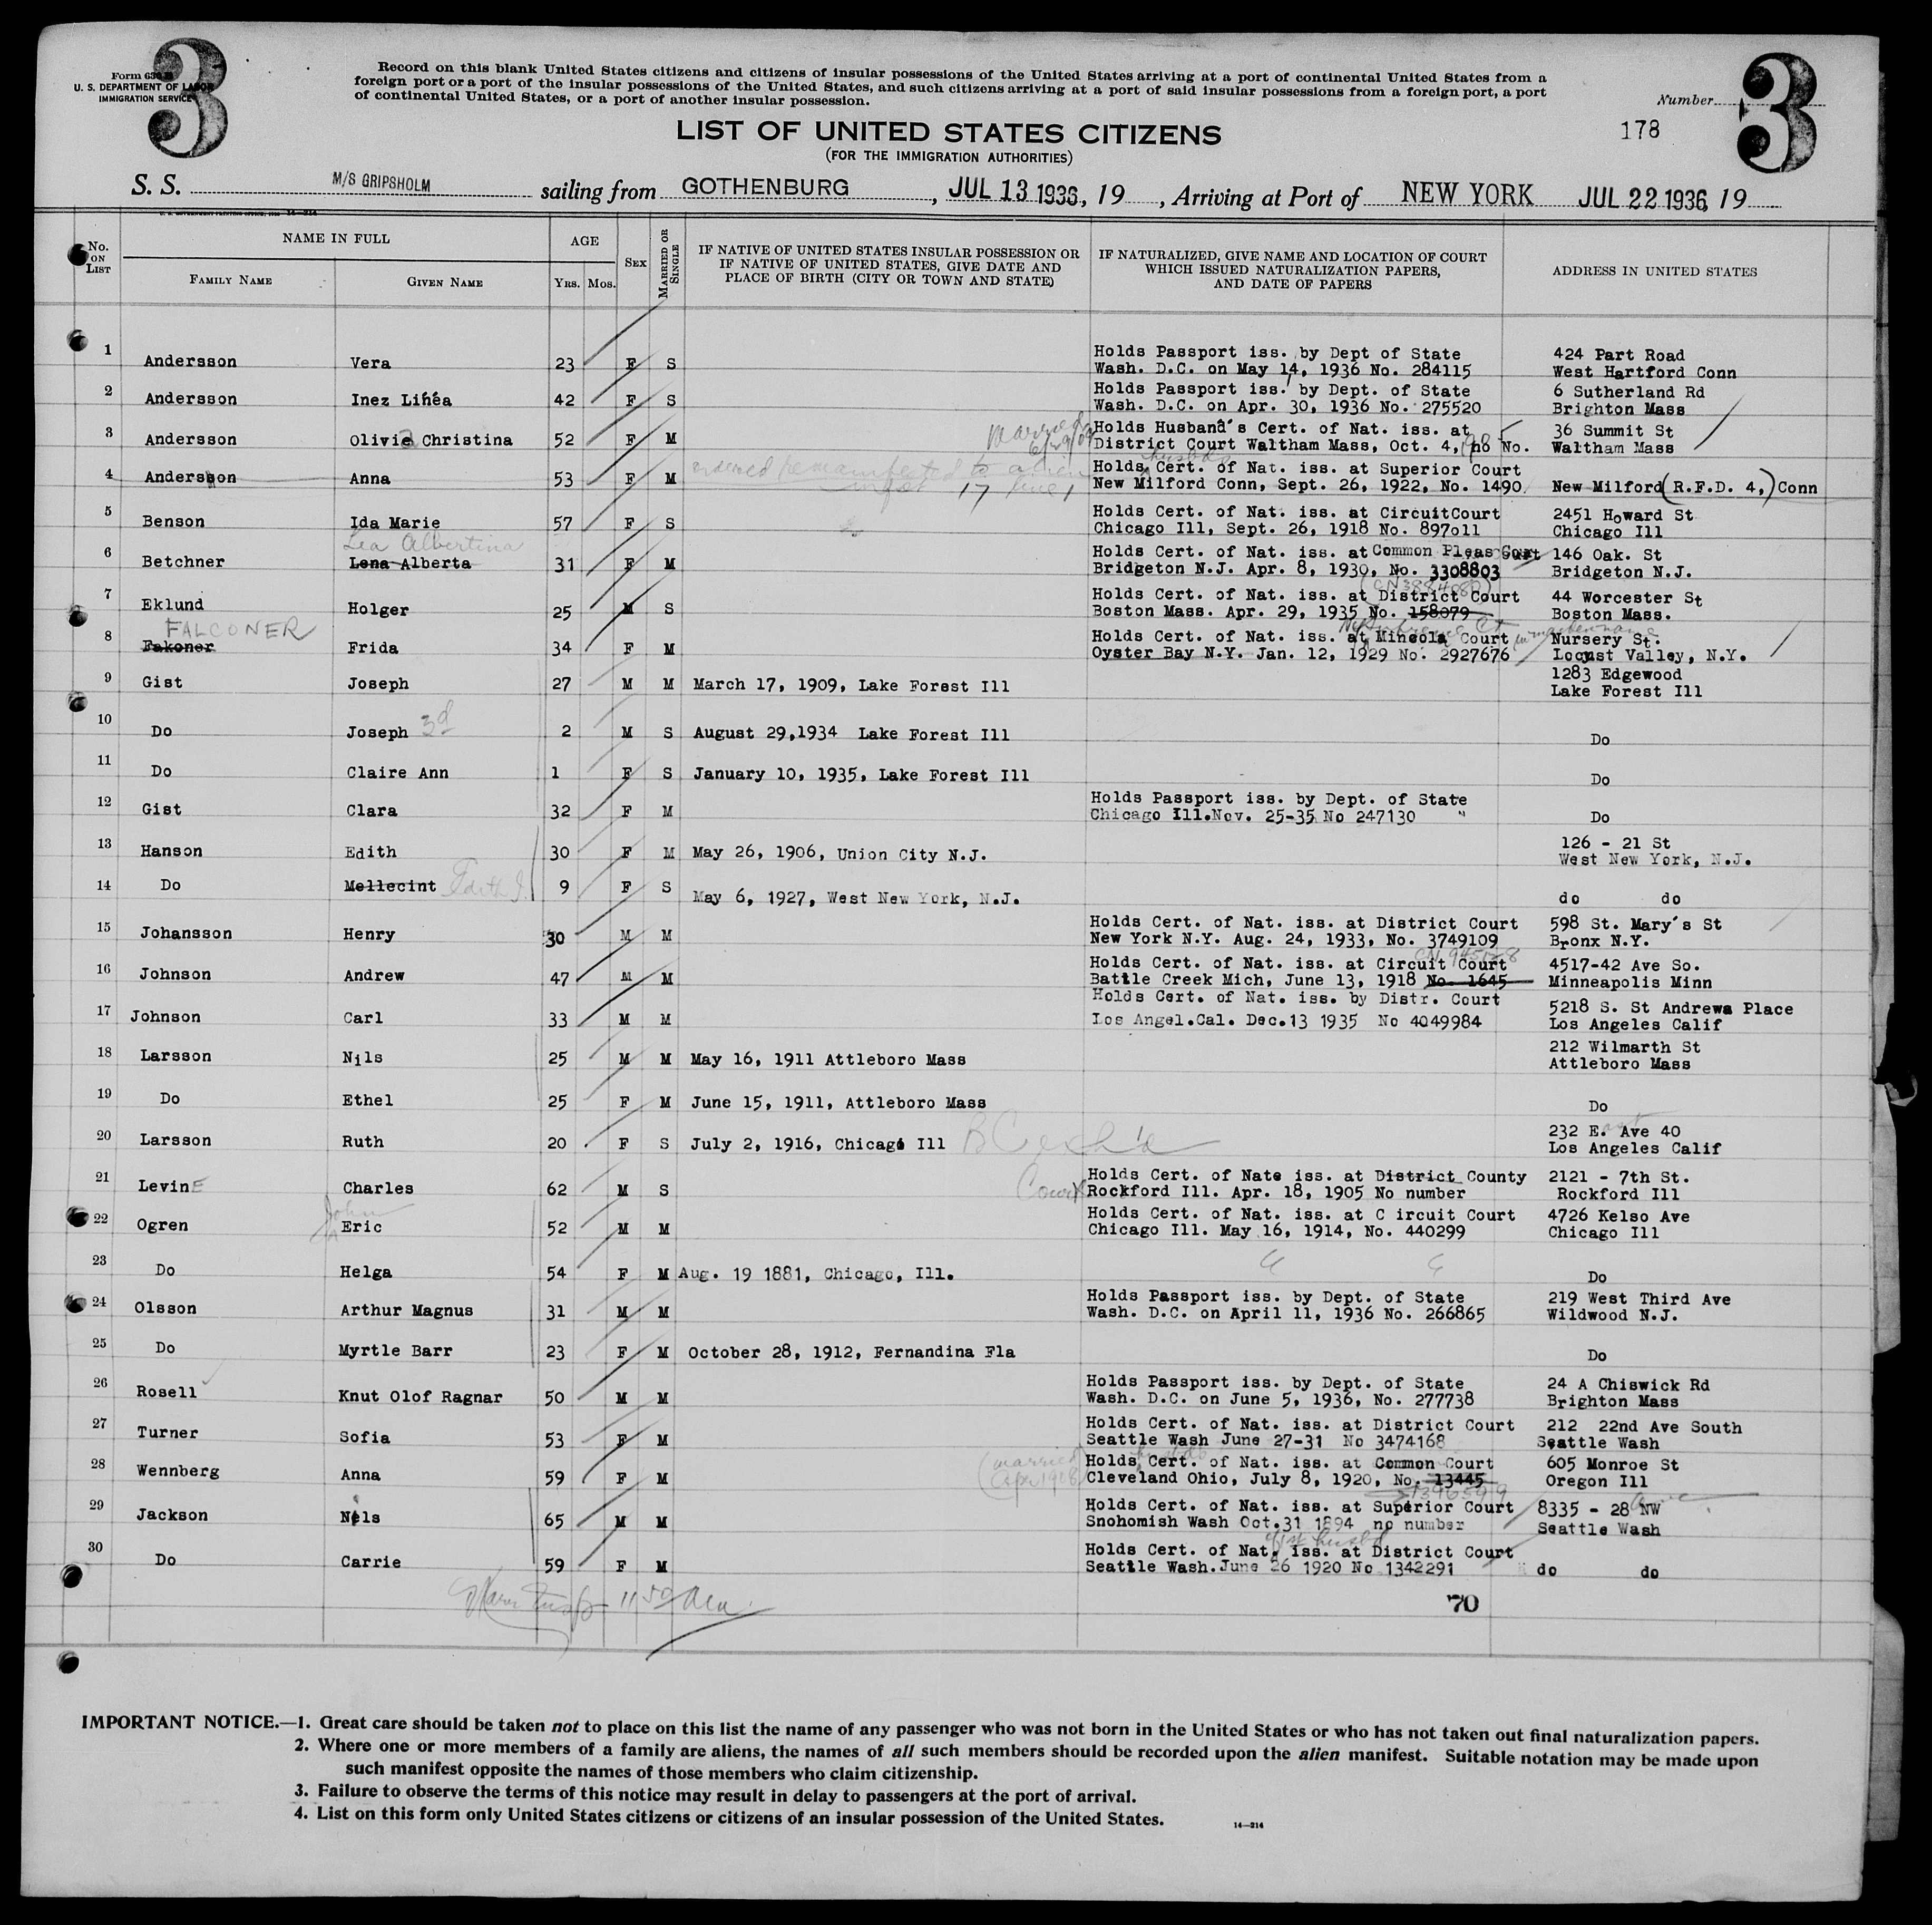 3
3
Form 630 B
U. S. DEPARTMENT OF LABOR
IMMIGRATION SERVICE
Record on this blank United States citizens and citizens of insular possessions of the United States arriving at a port of continental United States from a
foreign port or a port of the insular possessions of the United States, and such citizens arriving at a port of said insular possessions from a foreign port, a port
of continental United States, or a port of another insular possession.
Number
178
LIST OF UNITED STATES CITIZENS
(FOR THE IMMIGRATION AUTHORITIES)
S. S. M/S GRIPSHOLM sailing from GOTHENBURG, JUL 13 1936, 19 , Arriving at Port of NEW YORK JUL 22 1936, 19
No. ON LIST
NAME IN FULL
FAMILY NAME
GIVEN NAME
AGE
YRS. MOS.
SEX
MARRIED OR SINGLE
IF NATIVE OF UNITED STATES INSULAR POSSESSION OR
IF NATIVE OF UNITED STATES, GIVE DATE AND
PLACE OF BIRTH (CITY OR TOWN AND STATE)
IF NATURALIZED, GIVE NAME AND LOCATION OF COURT
WHICH ISSUED NATURALIZATION PAPERS,
AND DATE OF PAPERS
ADDRESS IN UNITED STATES
1 Andersson Vera 23 F S Holds Passport iss. by Dept of State 424 Part Road
Wash. D.C. on May 14, 1936 No. 284115 West Hartford Conn
2 Andersson Inez Linéa 42 F S Holds Passport iss. by Dept. of State 6 Sutherland Rd
Wash. D.C. on Apr. 30, 1936 No. 275520 Brighton Mass
3 Andersson Olivia Christina 52 F M married Holds Husband's Cert. of Nat. iss. at 36 Summit St
District Court Waltham Mass, Oct. 4, 1905 no No. Waltham Mass
4 Andersson Anna 53 F M ordered remanifested to alien Holds husbds Cert. of Nat. iss. at Superior Court
17 line 1 New Milford Conn, Sept. 26, 1922, No. 1490 New Milford (R.F.D. 4,) Conn
5 Benson Ida Marie 57 F S Holds Cert. of Nat. iss. at CircuitCourt 2451 Howard St
Chicago Ill, Sept. 26, 1918 No. 897011 Chicago Ill
Lea Albertina
6 Betchner Lena Alberta 31 F M Holds Cert. of Nat. iss. at Common Pleas Court 146 Oak. St
Bridgeton N.J. Apr. 8, 1930, No. 3308803 Bridgeton N.J.
7 Eklund Holger 25 M S Holds Cert. of Nat. iss. at District Court 44 Worcester St
Boston Mass. Apr. 29, 1935 No. 158079 Boston Mass.
FALCONER
8 Fakoner Frida 34 F M Holds Cert. of Nat. iss. at Mineola Court Nursery St.
Oyster Bay N.Y. Jan. 12, 1929 No. 2927676 Locust Valley, N.Y.
9 Gist Joseph 27 M M March 17, 1909, Lake Forest Ill 1283 Edgewood
Lake Forest Ill
10 Do Joseph 3d 2 M S August 29,1934 Lake Forest Ill Do
11 Do Claire Ann 1 F S January 10, 1935, Lake Forest Ill Do
12 Gist Clara 32 F M Holds Passport iss. by Dept. of State
Chicago Ill.Nov. 25-35 No 247130 " Do
13 Hanson Edith 30 F M May 26, 1906, Union City N.J. 126 - 21 St
West New York, N.J.
14 Do Mellecint Edith J. 9 F S May 6, 1927, West New York, N.J. do do
15 Johansson Henry 30 M M Holds Cert. of Nat. iss. at District Court 598 St. Mary's St
New York N.Y. Aug. 24, 1933, No. 3749109 Bronx N.Y.
16 Johnson Andrew 47 M M Holds Cert. of Nat. iss. at Circuit Court 4517-42 Ave So.
Battle Creek Mich, June 13, 1918 No. 1645 Minneapolis Minn
17 Johnson Carl 33 M M Holds Cert. of Nat. iss. by Distr. Court 5218 S. St Andrews Place
Los Angel.Cal. Dec.13 1935 No 4049984 Los Angeles Calif
18 Larsson Nils 25 M M May 16, 1911 Attleboro Mass 212 Wilmarth St
Attleboro Mass
19 Do Ethel 25 F M June 15, 1911, Attleboro Mass Do
20 Larsson Ruth 20 F S July 2, 1916, Chicago Ill 232 E. Ave 40
Los Angeles Calif
21 LevinE Charles 62 M S Holds Cert. of Nate iss. at District County 2121 - 7th St.
Court Rockford Ill. Apr. 18, 1905 No number Rockford Ill
22 Ogren John Eric 52 M M Holds Cert. of Nat. iss. at C ircuit Court 4726 Kelso Ave
Chicago Ill. May 16, 1914, No. 440299 Chicago Ill
23 Do Helga 54 F M Aug. 19 1881, Chicago, Ill. Do
24 Olsson Arthur Magnus 31 M M Holds Passport iss. by Dept. of State 219 West Third Ave
Wash. D.C. on April 11, 1936 No. 266865 Wildwood N.J.
25 Do Myrtle Barr 23 F M October 28, 1912, Fernandina Fla Do
26 Rosell Knut Olof Ragnar 50 M M Holds Passport iss. by Dept. of State 24 A Chiswick Rd
Wash. D.C. on June 5, 1936, No. 277738 Brighton Mass
27 Turner Sofia 53 F M Holds Cert. of Nat. iss. at District Court 212 22nd Ave South
Seattle Wash June 27-31 No 3474168 Seattle Wash
28 Wennberg Anna 59 F M (married Apr 1908) Holds husbds Cert. of Nat. iss. at Common Court 605 Monroe St
Cleveland Ohio, July 8, 1920, No. 13445 Oregon Ill
29 Jackson Nils 65 M M Holds Cert. of Nat. iss. at Superior Court 8335 - 28 NW
Snohomish Wash Oct.31 1894 no number Seattle Wash
30 Do Carrie 59 F M Holds Cert. of Nat. iss. at District Court
Seattle Wash.June 26 1920 No 1342291 do do
11 50 am
70
IMPORTANT NOTICE.—1. Great care should be taken not to place on this list the name of any passenger who was not born in the United States or who has not taken out final naturalization papers.
2. Where one or more members of a family are aliens, the names of all such members should be recorded upon the alien manifest. Suitable notation may be made upon
such manifest opposite the names of those members who claim citizenship.
3. Failure to observe the terms of this notice may result in delay to passengers at the port of arrival.
4. List on this form only United States citizens or citizens of an insular possession of the United States.
14—214